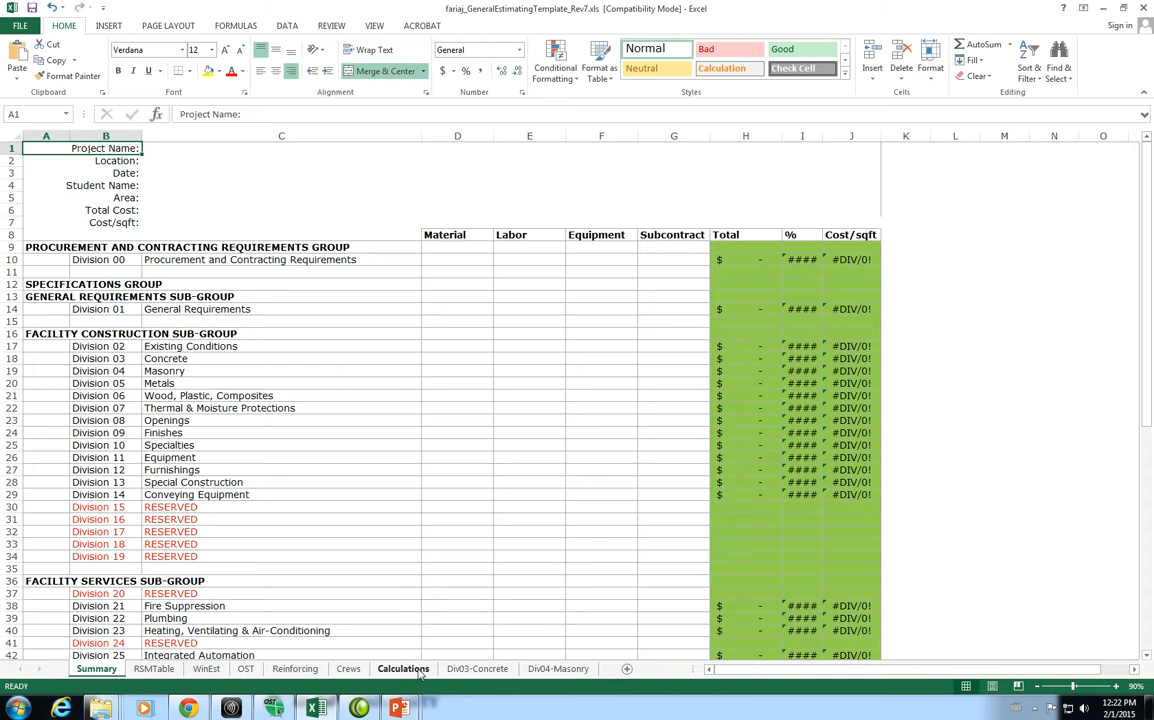 fariaj_GeneralEstimatingTemplate_Rev7.xls [Compatibility Mode] - Excel
FILE HOME INSERT PAGE LAYOUT FORMULAS DATA REVIEW VIEW ACROBAT Sign in
Cut
Copy
Format Painter
Paste
Clipboard
Verdana 12
B I U
Font
Wrap Text
Merge & Center
Alignment
General
$ % ,
Number
Conditional Formatting
Format as Table
Normal Bad Good
Neutral Calculation Check Cell
Styles
Insert Delete Format
Cells
AutoSum
Fill
Clear
Sort & Filter
Find & Select
Editing
A1 fx Project Name:
A B C D E F G H I J K L M N O
1 Project Name:
2 Location:
3 Date:
4 Student Name:
5 Area:
6 Total Cost:
7 Cost/sqft:
8 Material Labor Equipment Subcontract Total % Cost/sqft
9 PROCUREMENT AND CONTRACTING REQUIREMENTS GROUP
10 Division 00 Procurement and Contracting Requirements $ - #### #DIV/0!
11
12 SPECIFICATIONS GROUP
13 GENERAL REQUIREMENTS SUB-GROUP
14 Division 01 General Requirements $ - #### #DIV/0!
15
16 FACILITY CONSTRUCTION SUB-GROUP
17 Division 02 Existing Conditions $ - #### #DIV/0!
18 Division 03 Concrete $ - #### #DIV/0!
19 Division 04 Masonry $ - #### #DIV/0!
20 Division 05 Metals $ - #### #DIV/0!
21 Division 06 Wood, Plastic, Composites $ - #### #DIV/0!
22 Division 07 Thermal & Moisture Protections $ - #### #DIV/0!
23 Division 08 Openings $ - #### #DIV/0!
24 Division 09 Finishes $ - #### #DIV/0!
25 Division 10 Specialties $ - #### #DIV/0!
26 Division 11 Equipment $ - #### #DIV/0!
27 Division 12 Furnishings $ - #### #DIV/0!
28 Division 13 Special Construction $ - #### #DIV/0!
29 Division 14 Conveying Equipment $ - #### #DIV/0!
30 Division 15 RESERVED
31 Division 16 RESERVED
32 Division 17 RESERVED
33 Division 18 RESERVED
34 Division 19 RESERVED
35
36 FACILITY SERVICES SUB-GROUP
37 Division 20 RESERVED
38 Division 21 Fire Suppression $ - #### #DIV/0!
39 Division 22 Plumbing $ - #### #DIV/0!
40 Division 23 Heating, Ventilating & Air-Conditioning $ - #### #DIV/0!
41 Division 24 RESERVED
42 Division 25 Integrated Automation $ - #### #DIV/0!
Summary RSMTable WinEst OST Reinforcing Crews Calculations Div03-Concrete Div04-Masonry
READY 90%
12:22 PM
2/1/2015